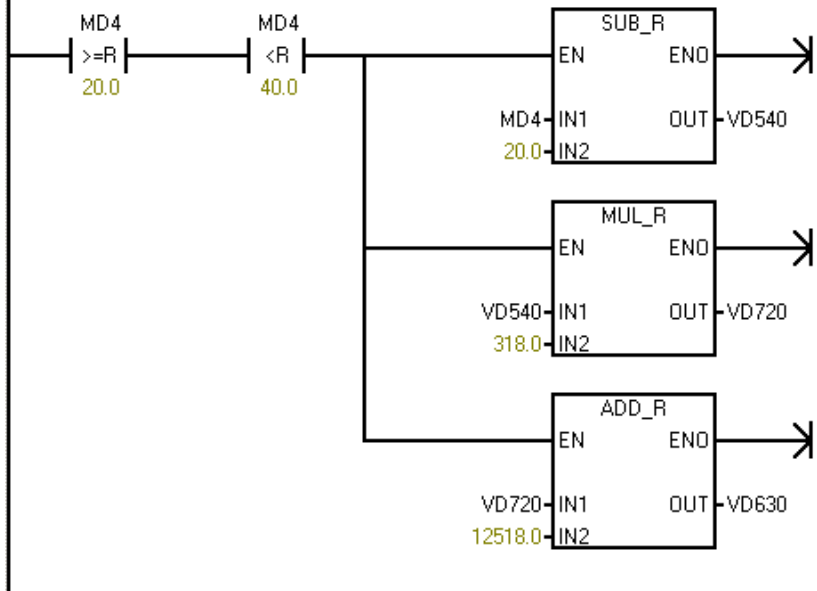 MD4 MD4 SUB_R
>=R <R EN ENO
20.0 40.0
MD4 IN1 OUT VD540
20.0 IN2
MUL_R
EN ENO
VD540 IN1 OUT VD720
318.0 IN2
ADD_R
EN ENO
VD720 IN1 OUT VD630
12518.0 IN2